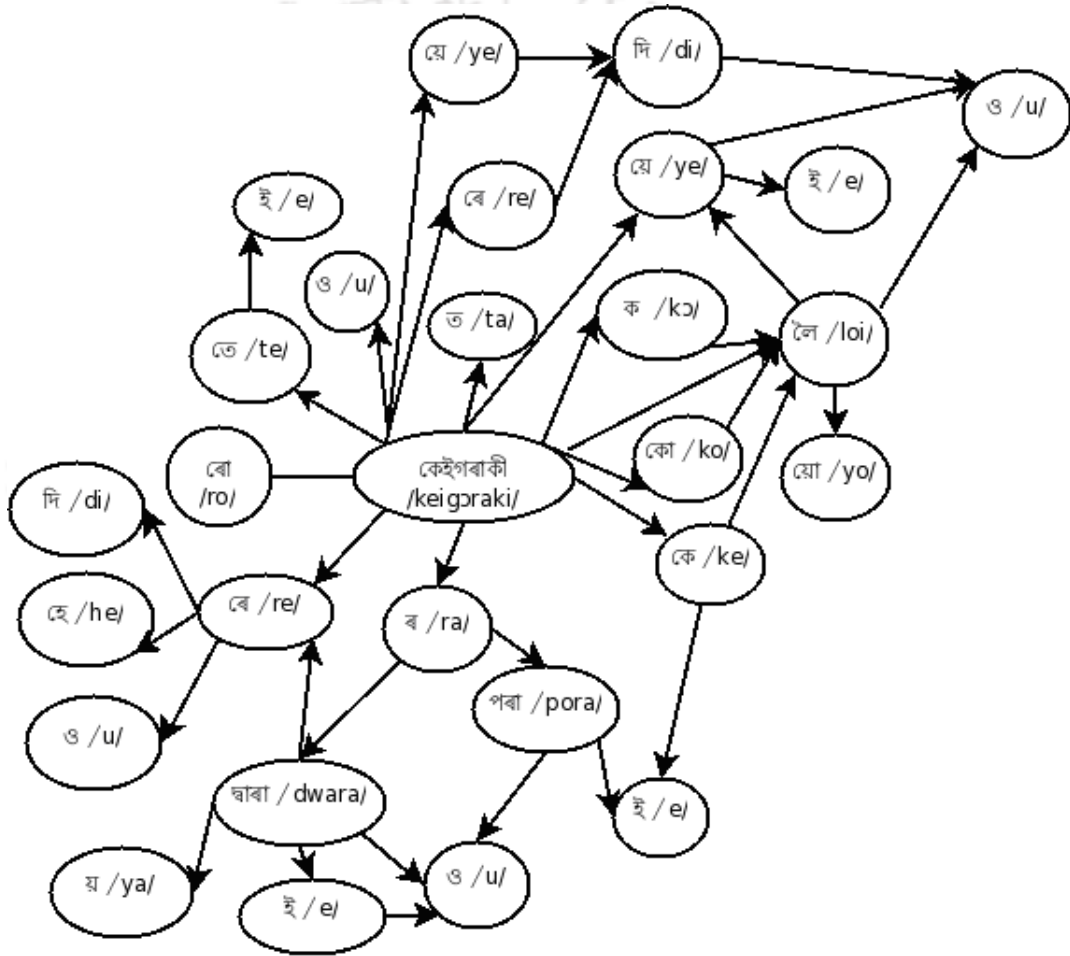 য়ে /ye/
দি /di/
ও /u/
য়ে /ye/
ই /e/
ৰে /re/
ই /e/
ও /u/
ত /ta/
ক /kɔ/
লৈ /loi/
তে /te/
ৰো
/ro/
কেইগৰাকী
/keigɔraki/
কো /ko/
য়ো /yo/
দি /di/
কে /ke/
হে /he/
ৰে /re/
ৰ /ra/
পৰা /pora/
ও /u/
দ্বাৰা /dwara/
ই /e/
য় /ya/
ই /e/
ও /u/